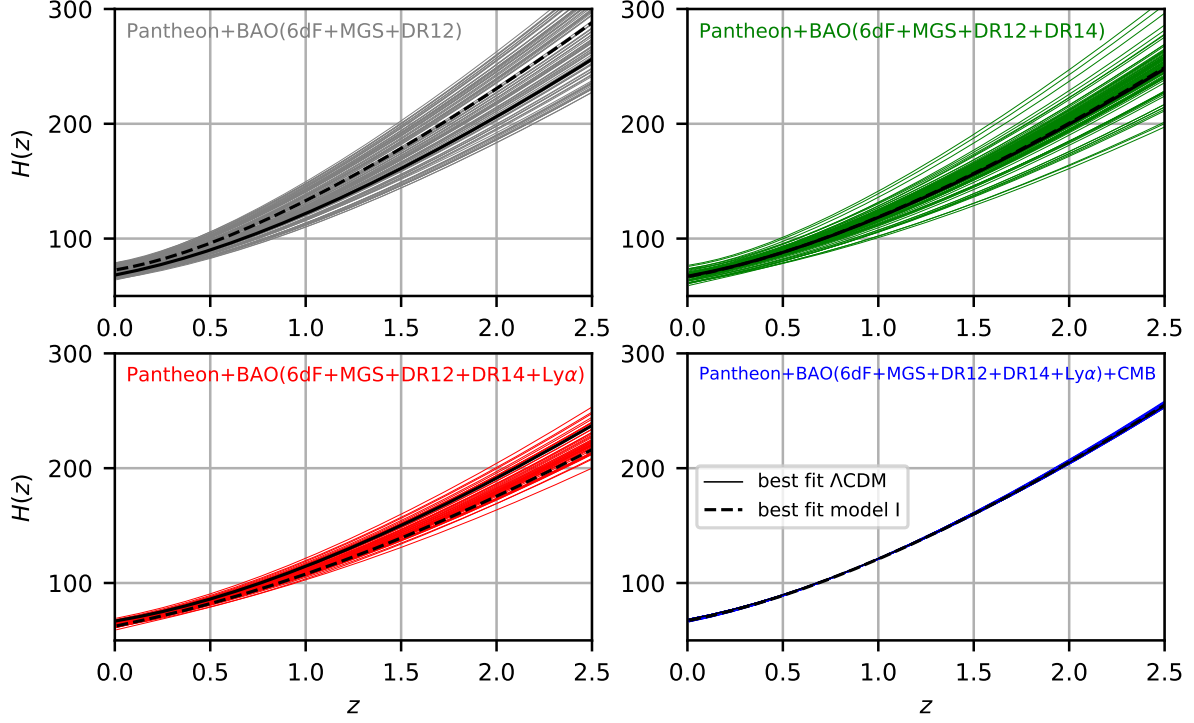 Pantheon+BAO(6dF+MGS+DR12)
H(z)
300
200
100
0.0 0.5 1.0 1.5 2.0 2.5
Pantheon+BAO(6dF+MGS+DR12+DR14)
300
200
100
0.0 0.5 1.0 1.5 2.0 2.5
Pantheon+BAO(6dF+MGS+DR12+DR14+Lyα)
H(z)
300
200
100
0.0 0.5 1.0 1.5 2.0 2.5
z
Pantheon+BAO(6dF+MGS+DR12+DR14+Lyα)+CMB
300
200
100
best fit ΛCDM
best fit model I
0.0 0.5 1.0 1.5 2.0 2.5
z